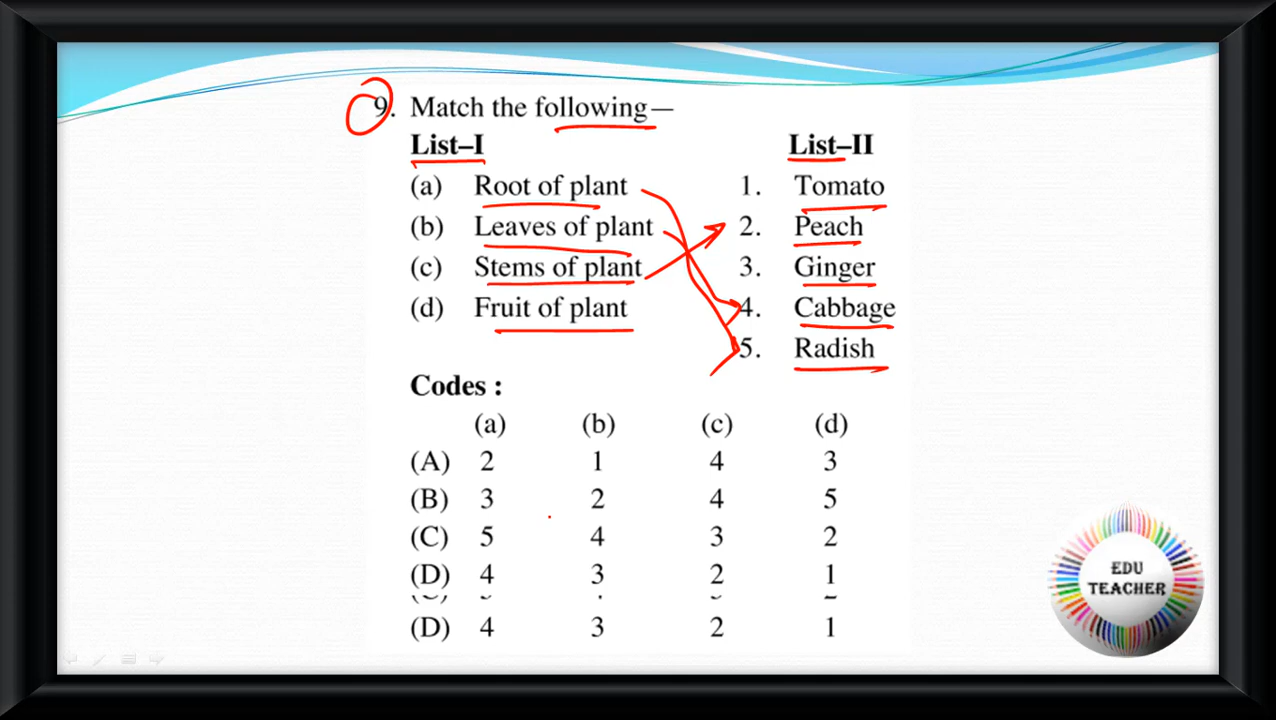 9. Match the following—
List–I List–II
(a) Root of plant 1. Tomato
(b) Leaves of plant 2. Peach
(c) Stems of plant 3. Ginger
(d) Fruit of plant 4. Cabbage
5. Radish
Codes :
(a) (b) (c) (d)
(A) 2 1 4 3
(B) 3 2 4 5
(C) 5 4 3 2
(D) 4 3 2 1
(D) 4 3 2 1
EDU
TEACHER